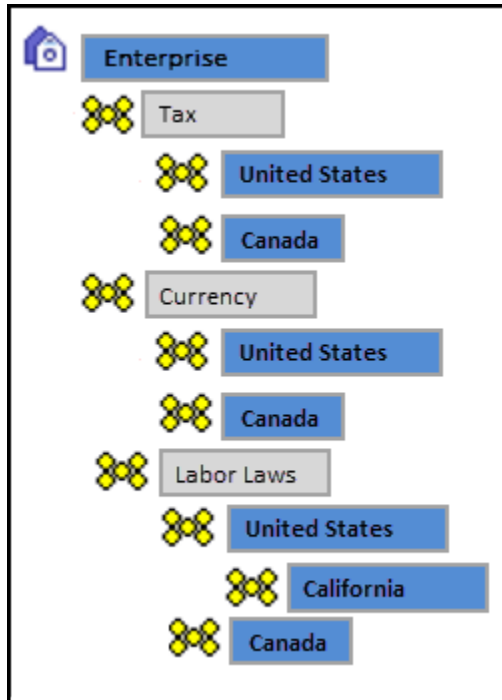 Enterprise
Tax
United States
Canada
Currency
United States
Canada
Labor Laws
United States
California
Canada